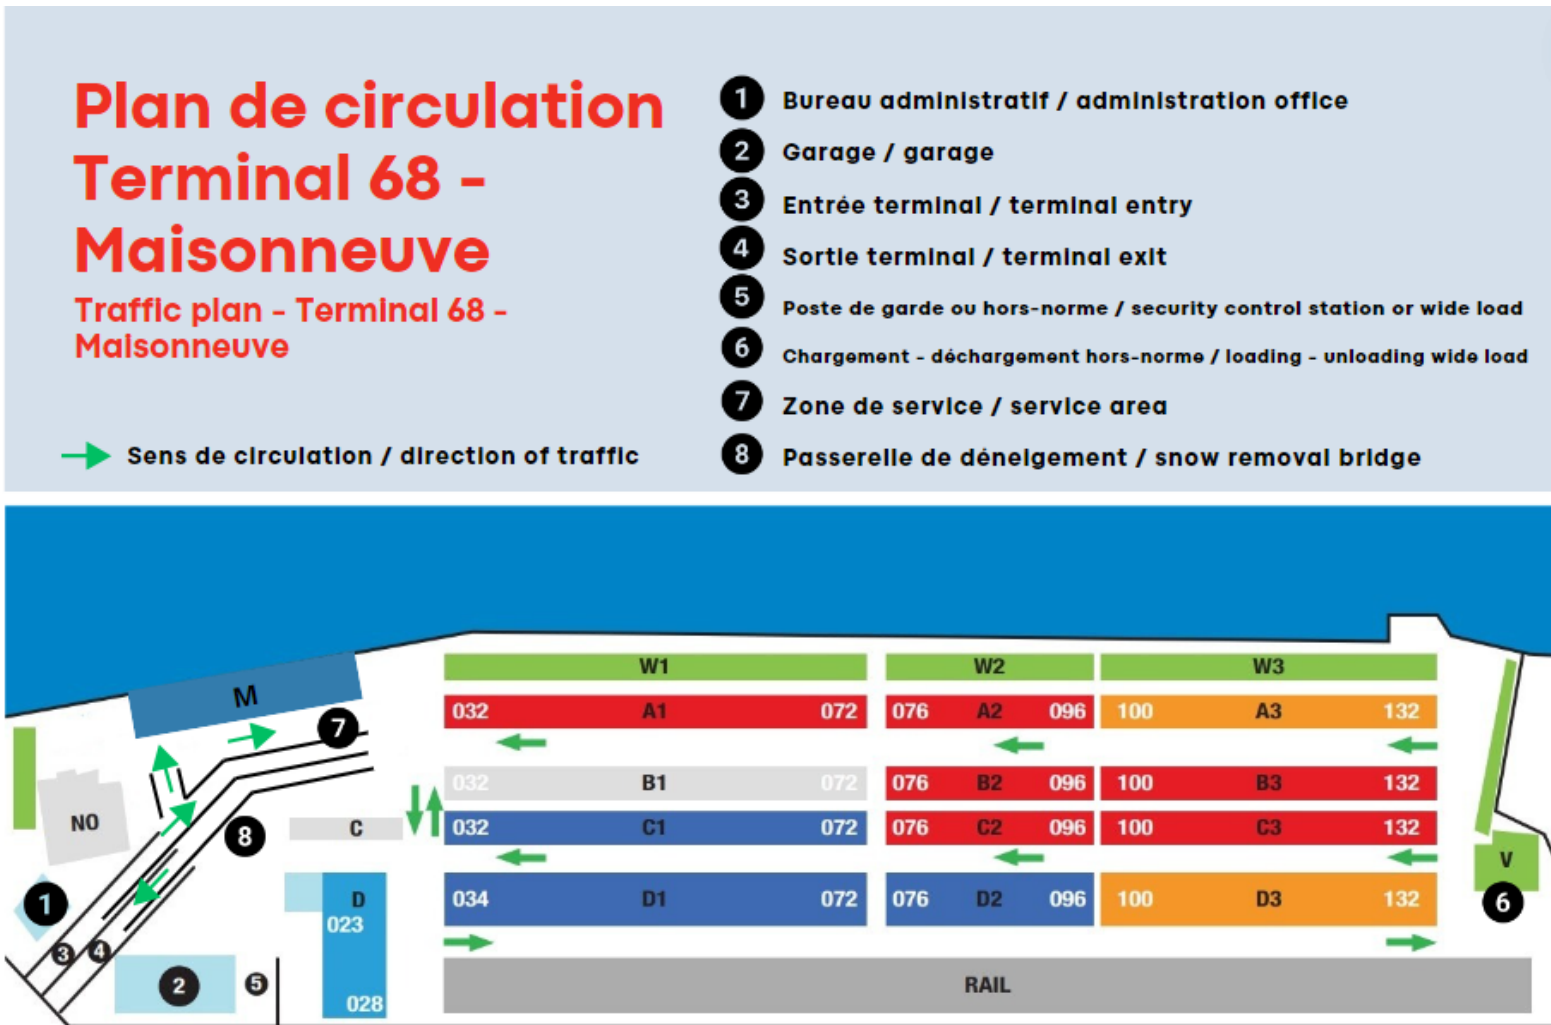 Plan de circulation
Terminal 68 -
Maisonneuve
Traffic plan - Terminal 68 -
Maisonneuve
Sens de circulation / direction of traffic
1 Bureau administratif / administration office
2 Garage / garage
3 Entrée terminal / terminal entry
4 Sortie terminal / terminal exit
5 Poste de garde ou hors-norme / security control station or wide load
6 Chargement - déchargement hors-norme / loading - unloading wide load
7 Zone de service / service area
8 Passerelle de déneigement / snow removal bridge
W1 W2 W3
M
7
032 A1 072 076 A2 096 100 A3 132
032 B1 072 076 B2 096 100 B3 132
NO
8
C
032 C1 072 076 C2 096 100 C3 132
V
1
D
023
034 D1 072 076 D2 096 100 D3 132
6
3 4
2
5
028
RAIL